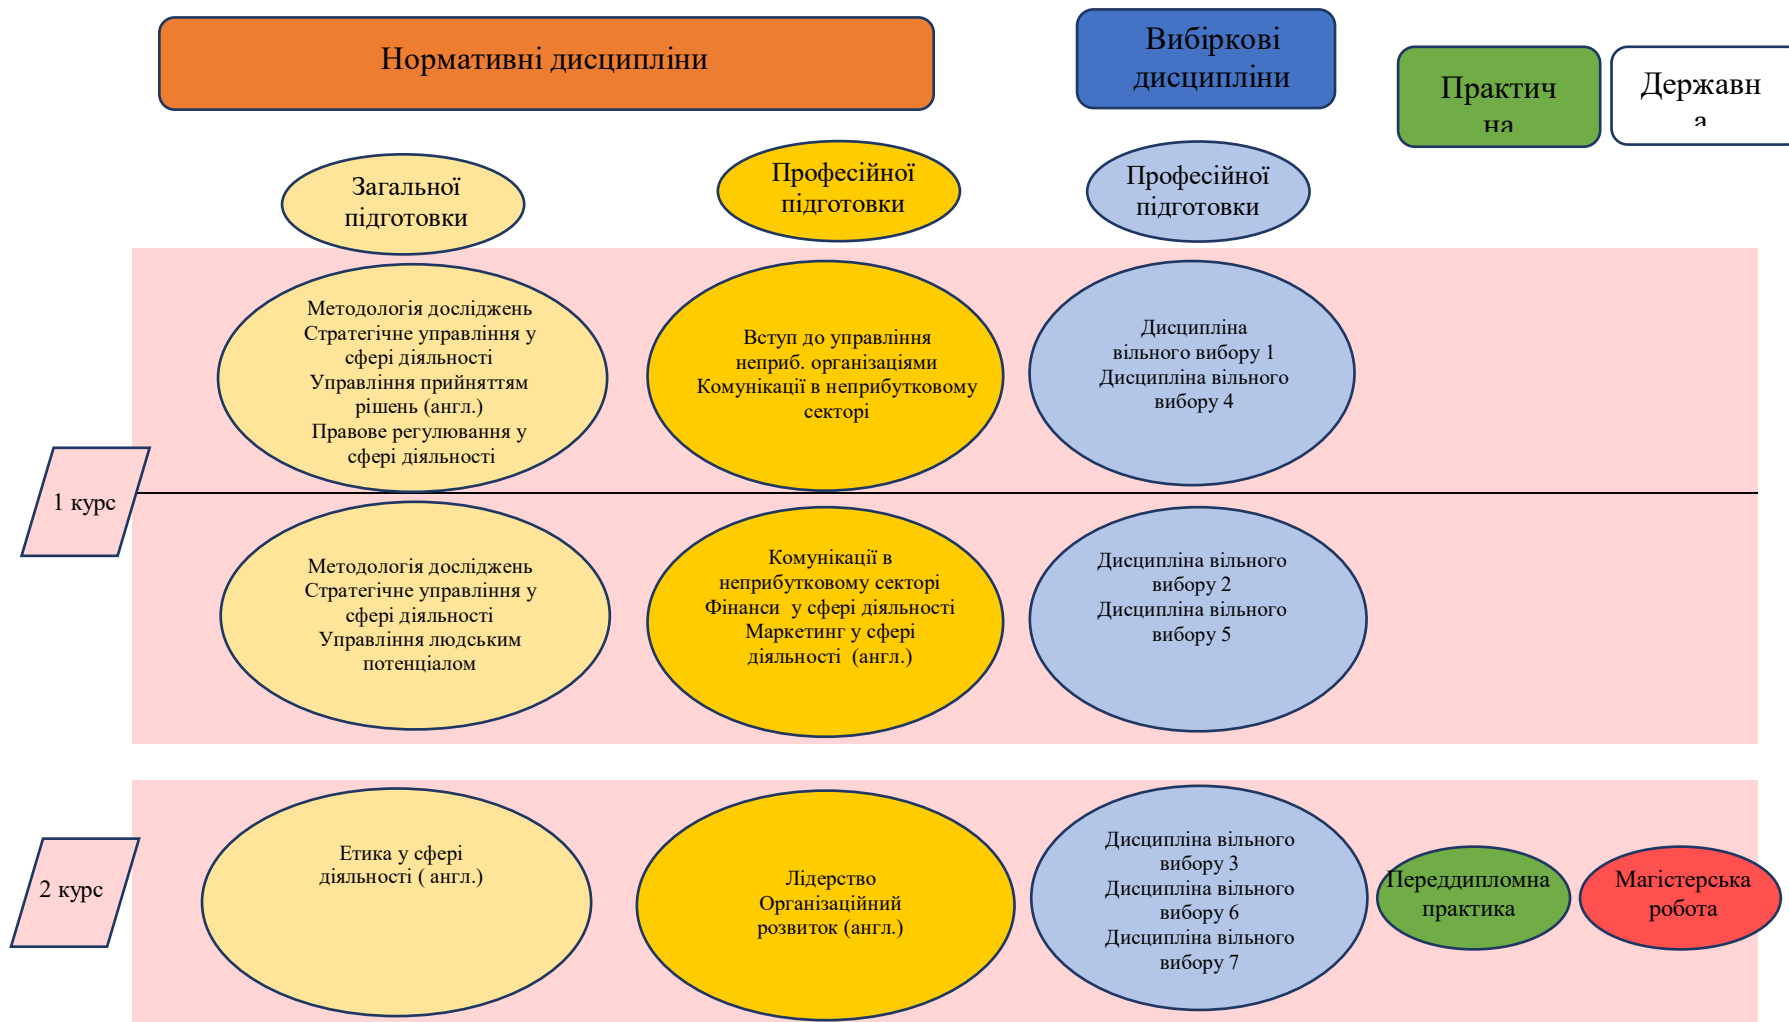 Нормативні дисципліни
Вибіркові
дисципліни
Практич
на
Державн
а
Загальної
підготовки
Професійної
підготовки
Професійної
підготовки
Методологія досліджень
Стратегічне управління у
сфері діяльності
Управління прийняттям
рішень (англ.)
Правове регулювання у
сфері діяльності
Вступ до управління
неприб. організаціями
Комунікації в неприбутковому
секторі
Дисципліна
вільного вибору 1
Дисципліна вільного
вибору 4
1 курс
Методологія досліджень
Стратегічне управління у
сфері діяльності
Управління людським
потенціалом
Комунікації в
неприбутковому секторі
Фінанси  у сфері діяльності
Маркетинг у сфері
діяльності  (англ.)
Дисципліна вільного
вибору 2
Дисципліна вільного
вибору 5
2 курс
Етика у сфері
діяльності ( англ.)
Лідерство
Організаційний
розвиток (англ.)
Дисципліна вільного
вибору 3
Дисципліна вільного
вибору 6
Дисципліна вільного
вибору 7
Переддипломна
практика
Магістерська
робота